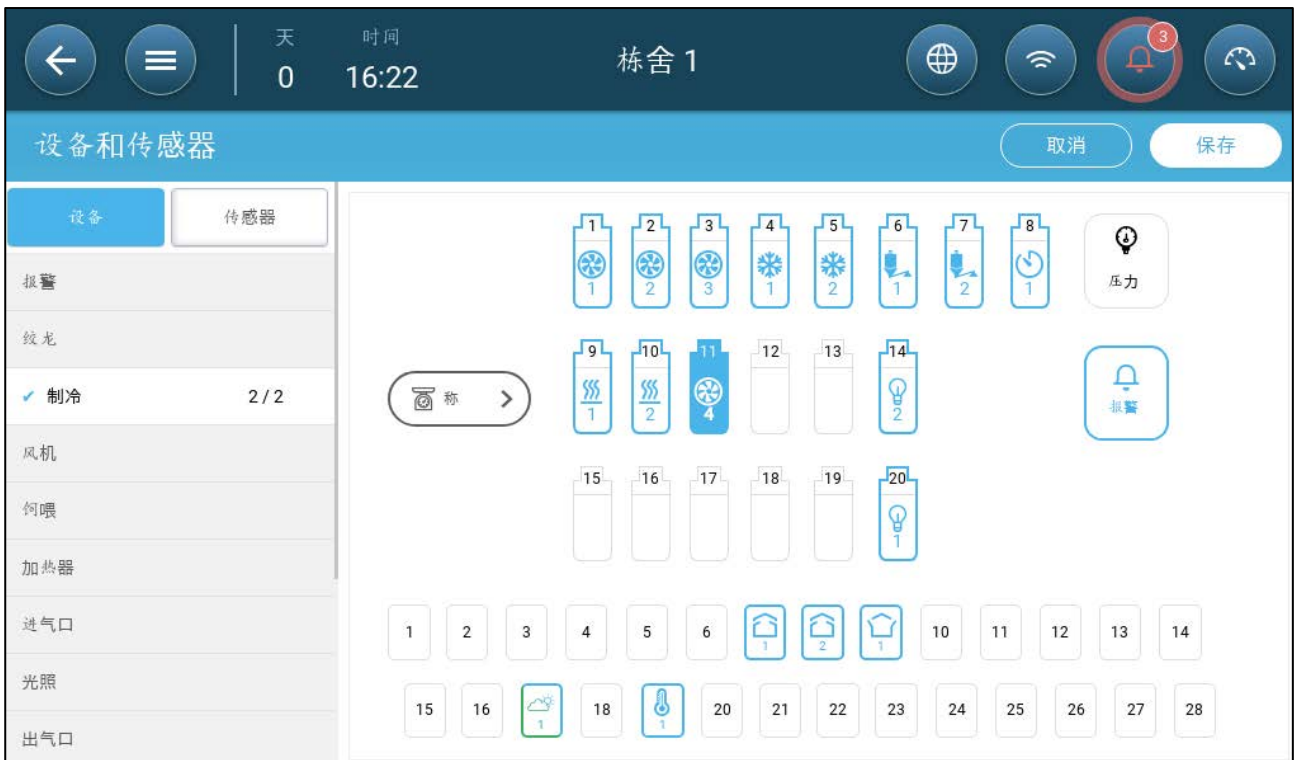 天 时间 栋舍 1 3
0 16:22
设备和传感器 取消 保存
设备 传感器
报警
绞龙
制冷 2 / 2
风机
饲喂
加热器
进气口
光照
出气口
1 2 3 4 5 6 7 8
1 2 3 1 2 1 2 1
压力
9 10 11 12 13 14
1 2 4 2
称
报警
15 16 17 18 19 20
1
1 2 3 4 5 6 1 2 1 10 11 12 13 14
15 16 1 18 1 20 21 22 23 24 25 26 27 28